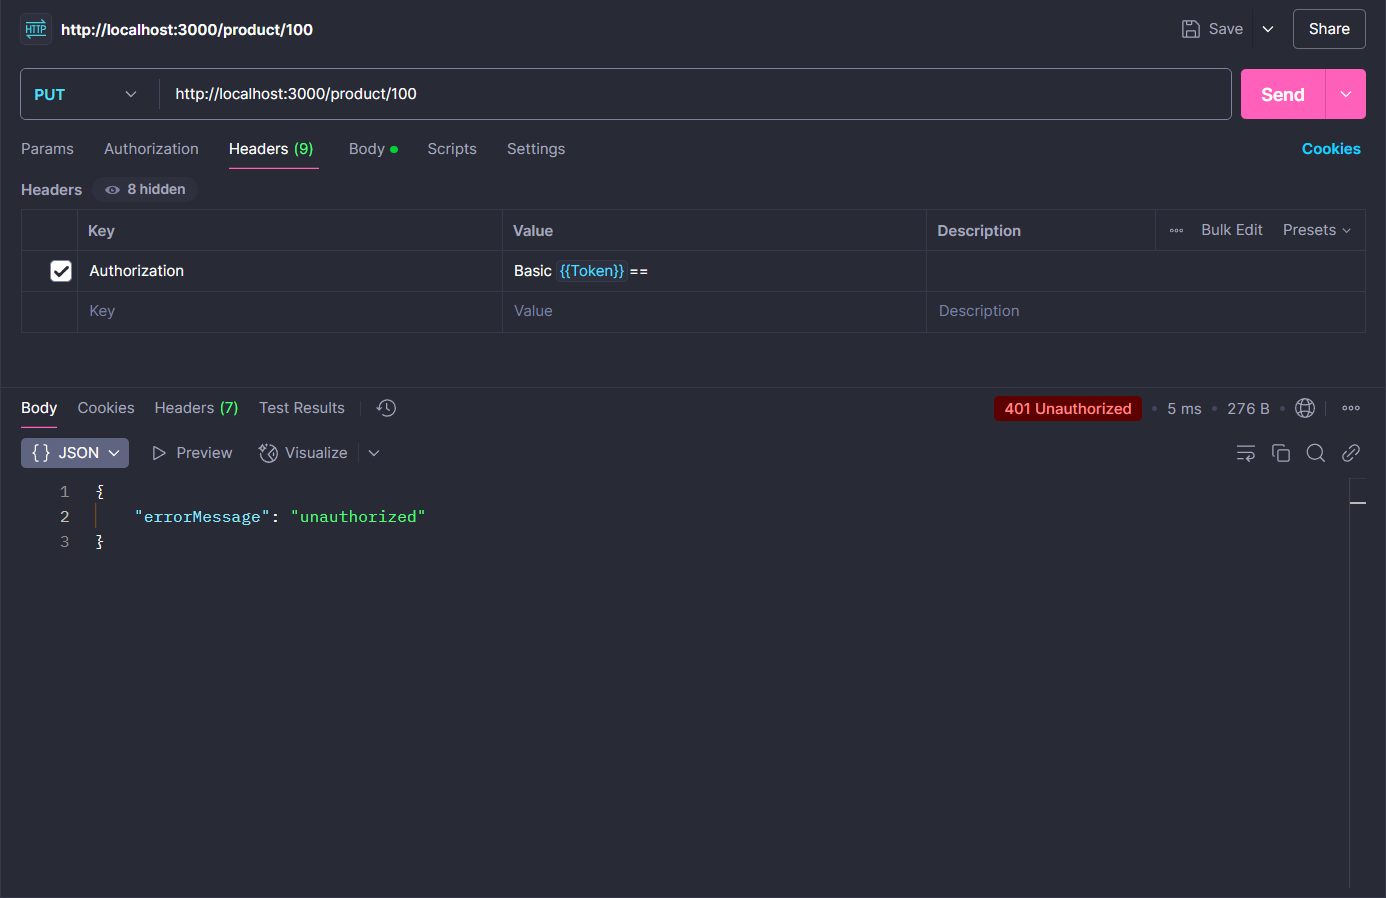 HTTP http://localhost:3000/product/100 Save Share
PUT http://localhost:3000/product/100 Send
Params Authorization Headers (9) Body Scripts Settings Cookies
Headers 8 hidden
Key Value Description Bulk Edit Presets
Authorization Basic {{Token}} ==
Key Value Description
Body Cookies Headers (7) Test Results 401 Unauthorized • 5 ms • 276 B •
{} JSON Preview Visualize
1 {
2 "errorMessage": "unauthorized"
3 }